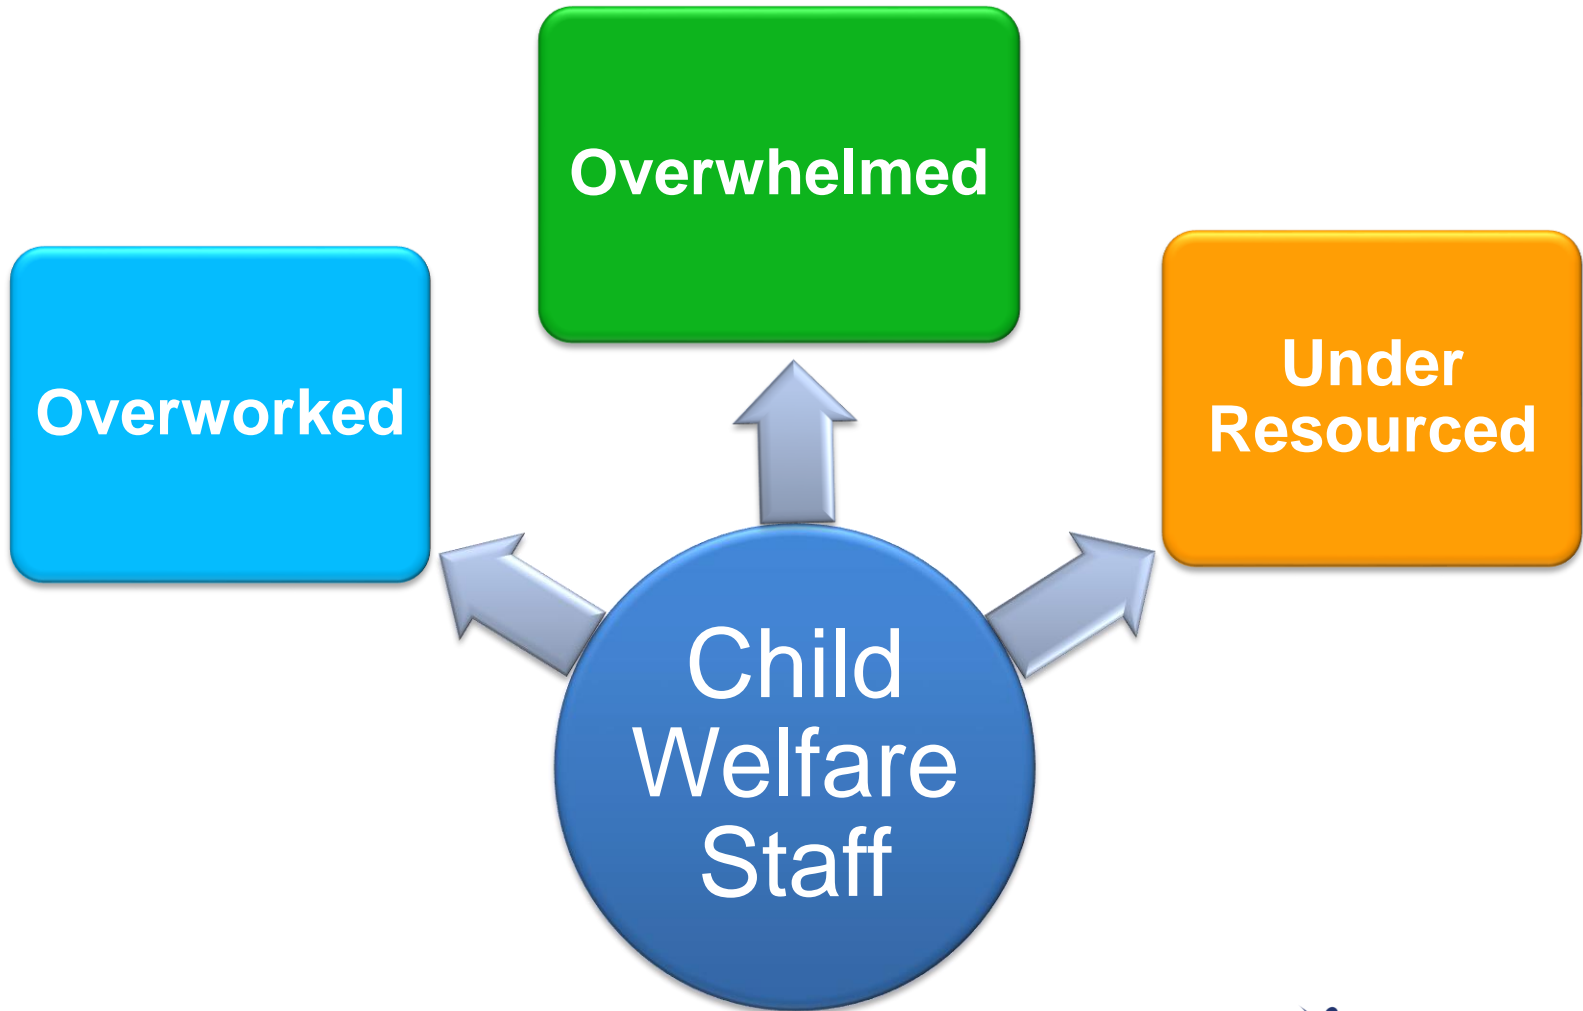 Overwhelmed
Overworked
Under
Resourced
Child
Welfare
Staff